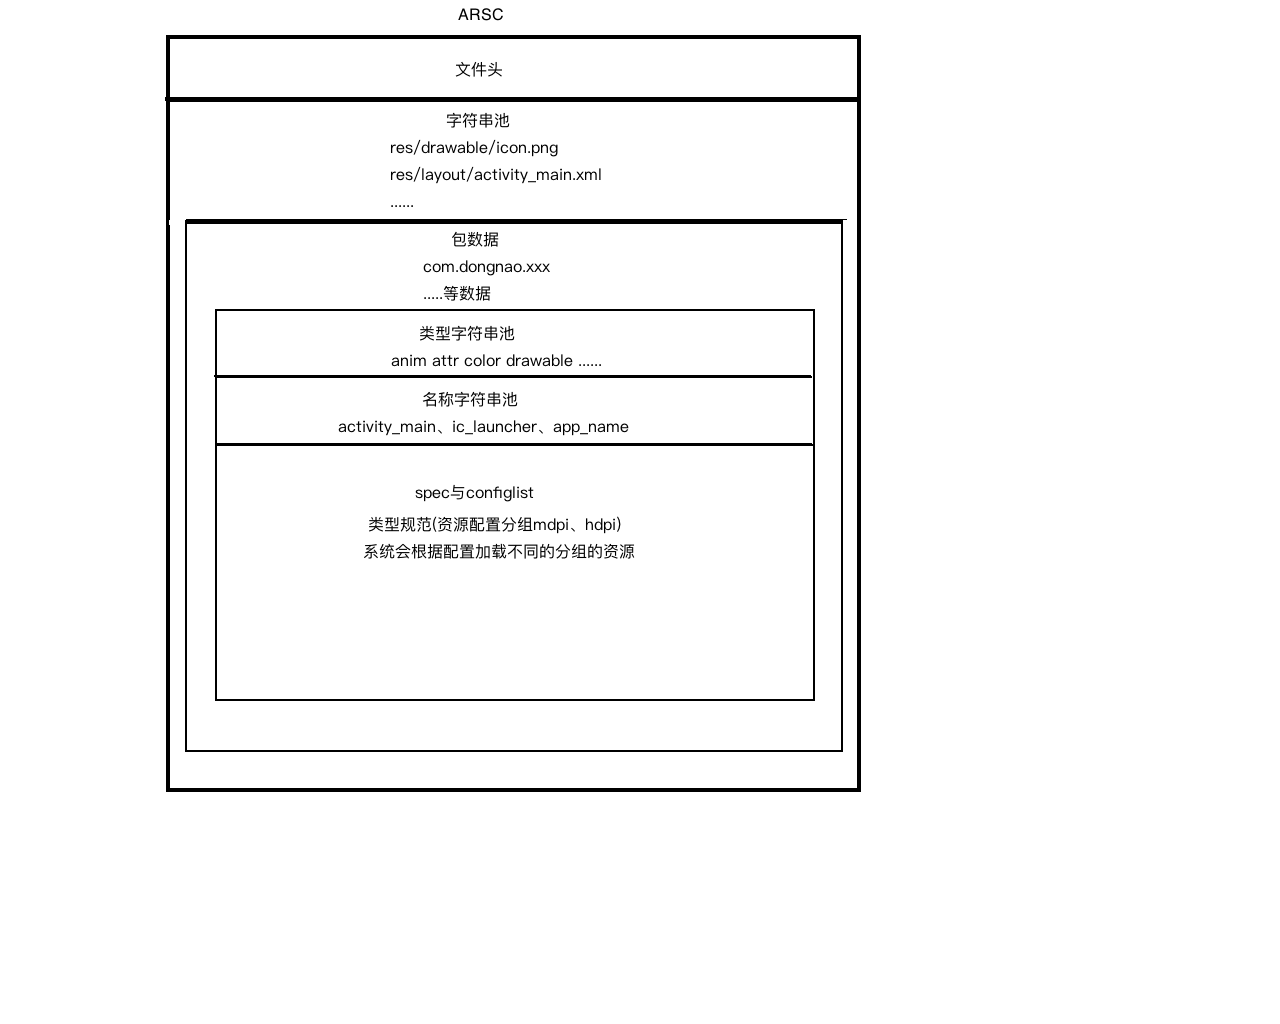 ARSC
文件头
字符串池
res/drawable/icon.png
res/layout/activity_main.xml
......
包数据
com.dongnao.xxx
.....等数据
类型字符串池
anim attr color drawable ......
名称字符串池
activity_main、ic_launcher、app_name
spec与configlist
类型规范(资源配置分组mdpi、hdpi)
系统会根据配置加载不同的分组的资源